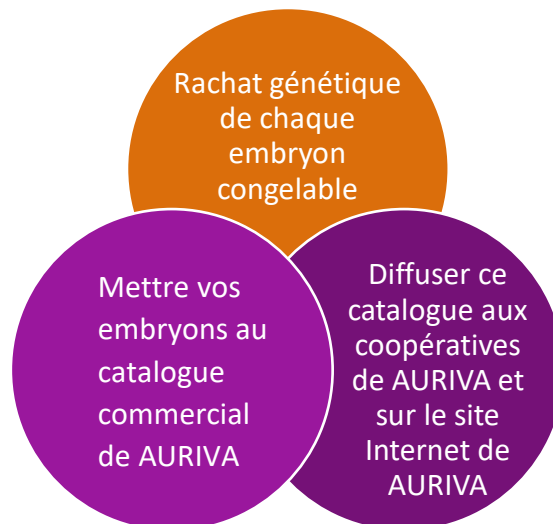 Rachat génétique
de chaque
embryon
congelable
Mettre vos
embryons au
catalogue
commercial
de AURIVA
Diffuser ce
catalogue aux
coopératives
de AURIVA et
sur le site
Internet de
AURIVA